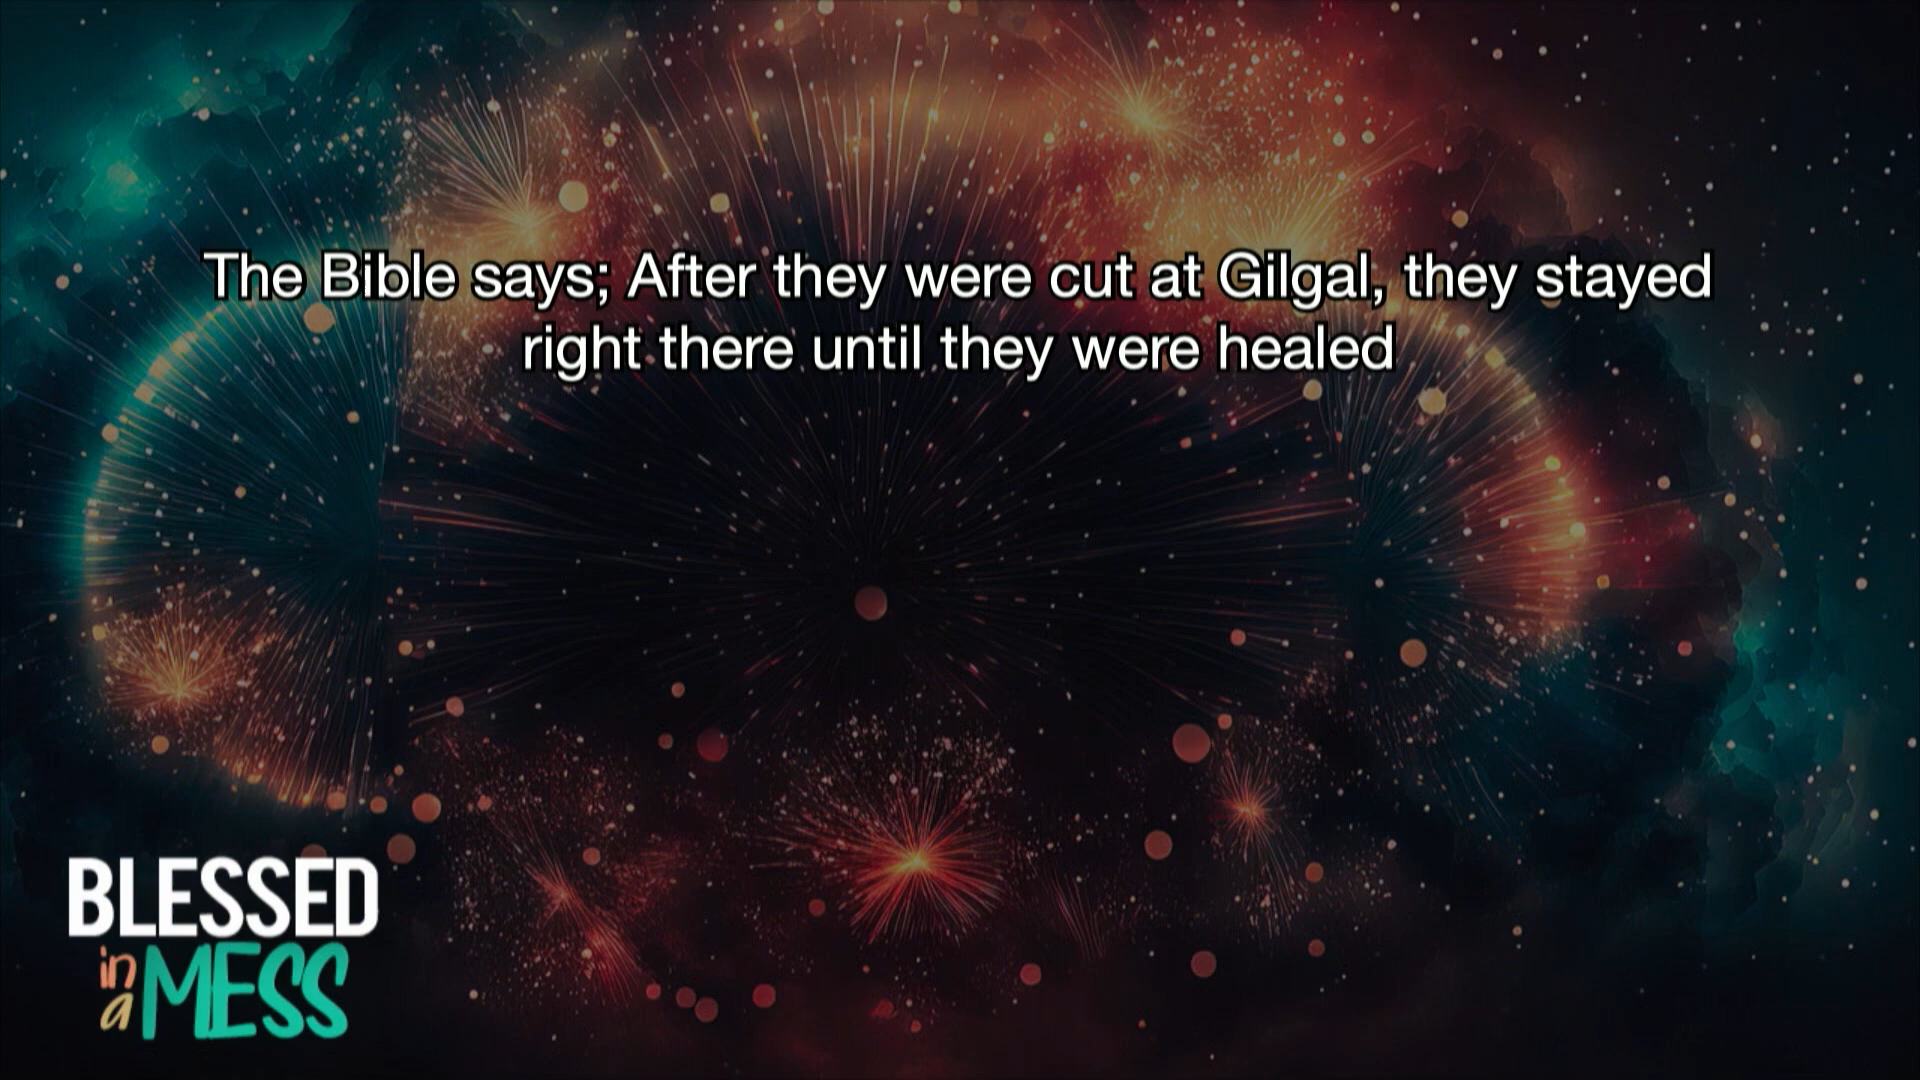 The Bible says; After they were cut at Gilgal, they stayed
right there until they were healed
BLESSED
in a MESS